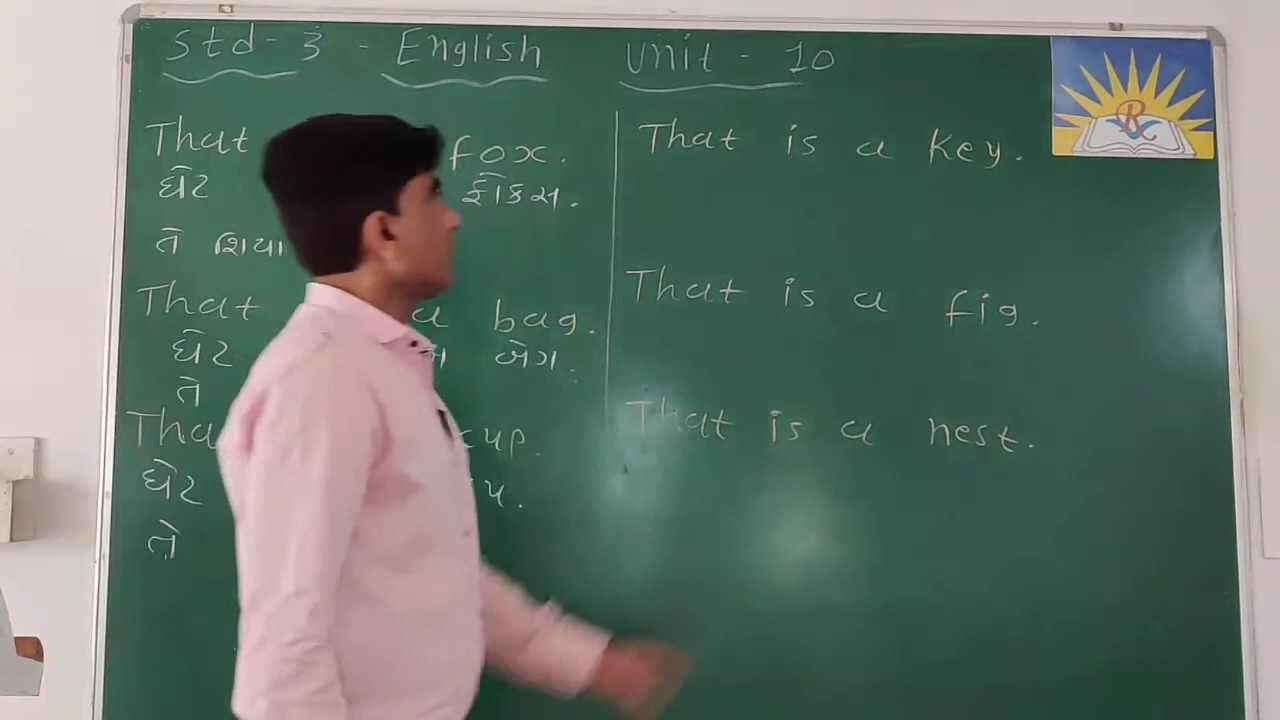 Std - 3 - English Unit - 10
That fox.
ઘૅટ ફૉક્સ.
તે શિયા
That a bag.
ઘૅટ બૅગ.
તે
Tha cup.
ઘૅટ પ.
તે
That is a key.
That is a fig.
That is a nest.